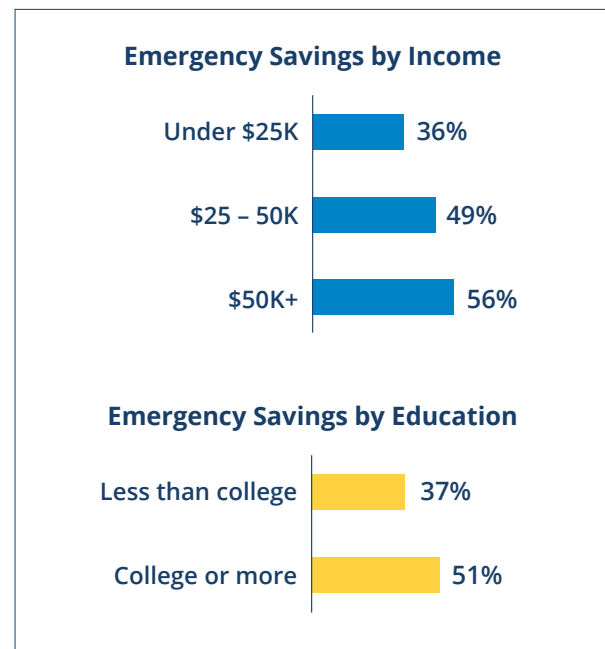 Emergency Savings by Income
Under $25K 36%
$25 – 50K 49%
$50K+ 56%
Emergency Savings by Education
Less than college 37%
College or more 51%